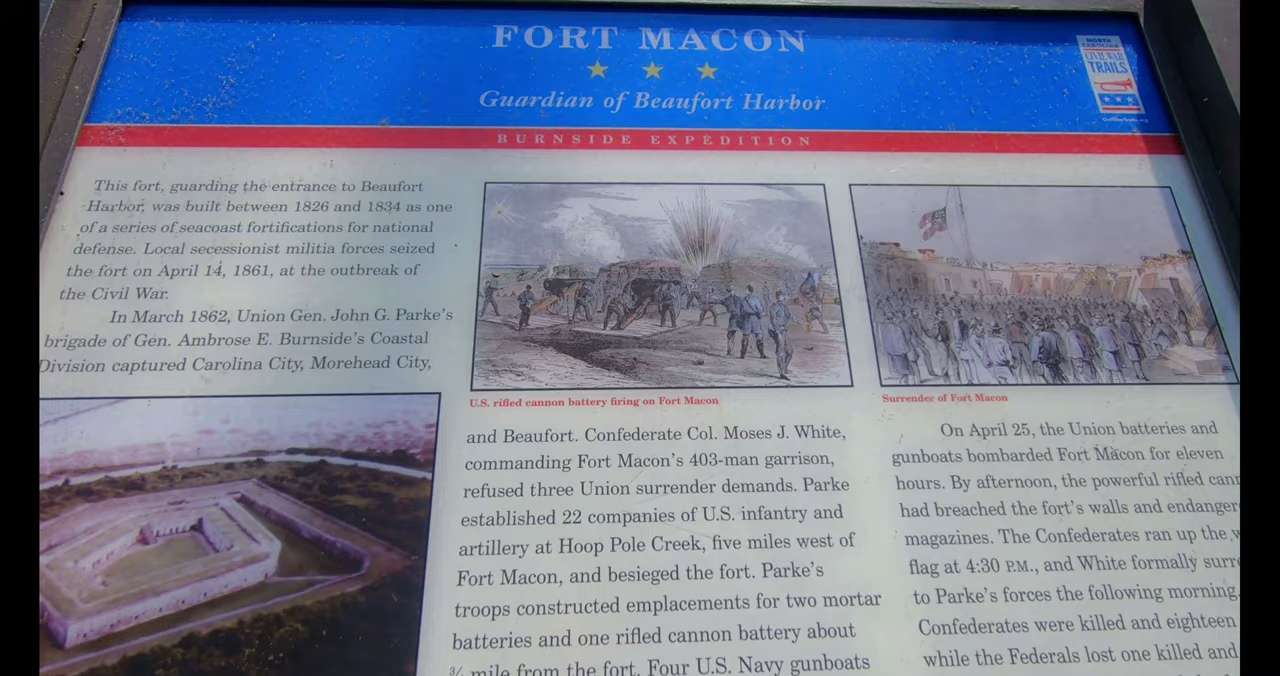 FORT MACON
Guardian of Beaufort Harbor
BURNSIDE EXPEDITION
NORTH
CAROLINA
CIVIL WAR
TRAILS
This fort, guarding the entrance to Beaufort
Harbor, was built between 1826 and 1834 as one
of a series of seacoast fortifications for national
defense. Local secessionist militia forces seized
the fort on April 14, 1861, at the outbreak of
the Civil War.
In March 1862, Union Gen. John G. Parke's
brigade of Gen. Ambrose E. Burnside's Coastal
Division captured Carolina City, Morehead City,
U.S. rifled cannon battery firing on Fort Macon
and Beaufort. Confederate Col. Moses J. White,
commanding Fort Macon's 403-man garrison,
refused three Union surrender demands. Parke
established 22 companies of U.S. infantry and
artillery at Hoop Pole Creek, five miles west of
Fort Macon, and besieged the fort. Parke's
troops constructed emplacements for two mortar
batteries and one rifled cannon battery about
¾ mile from the fort. Four U.S. Navy gunboats
Surrender of Fort Macon
On April 25, the Union batteries and
gunboats bombarded Fort Macon for eleven
hours. By afternoon, the powerful rifled
had breached the fort's walls and
magazines. The Confederates ran up the
flag at 4:30 P.M., and White formally
to Parke's forces the following morning.
Confederates were killed and eighteen
while the Federals lost one killed and